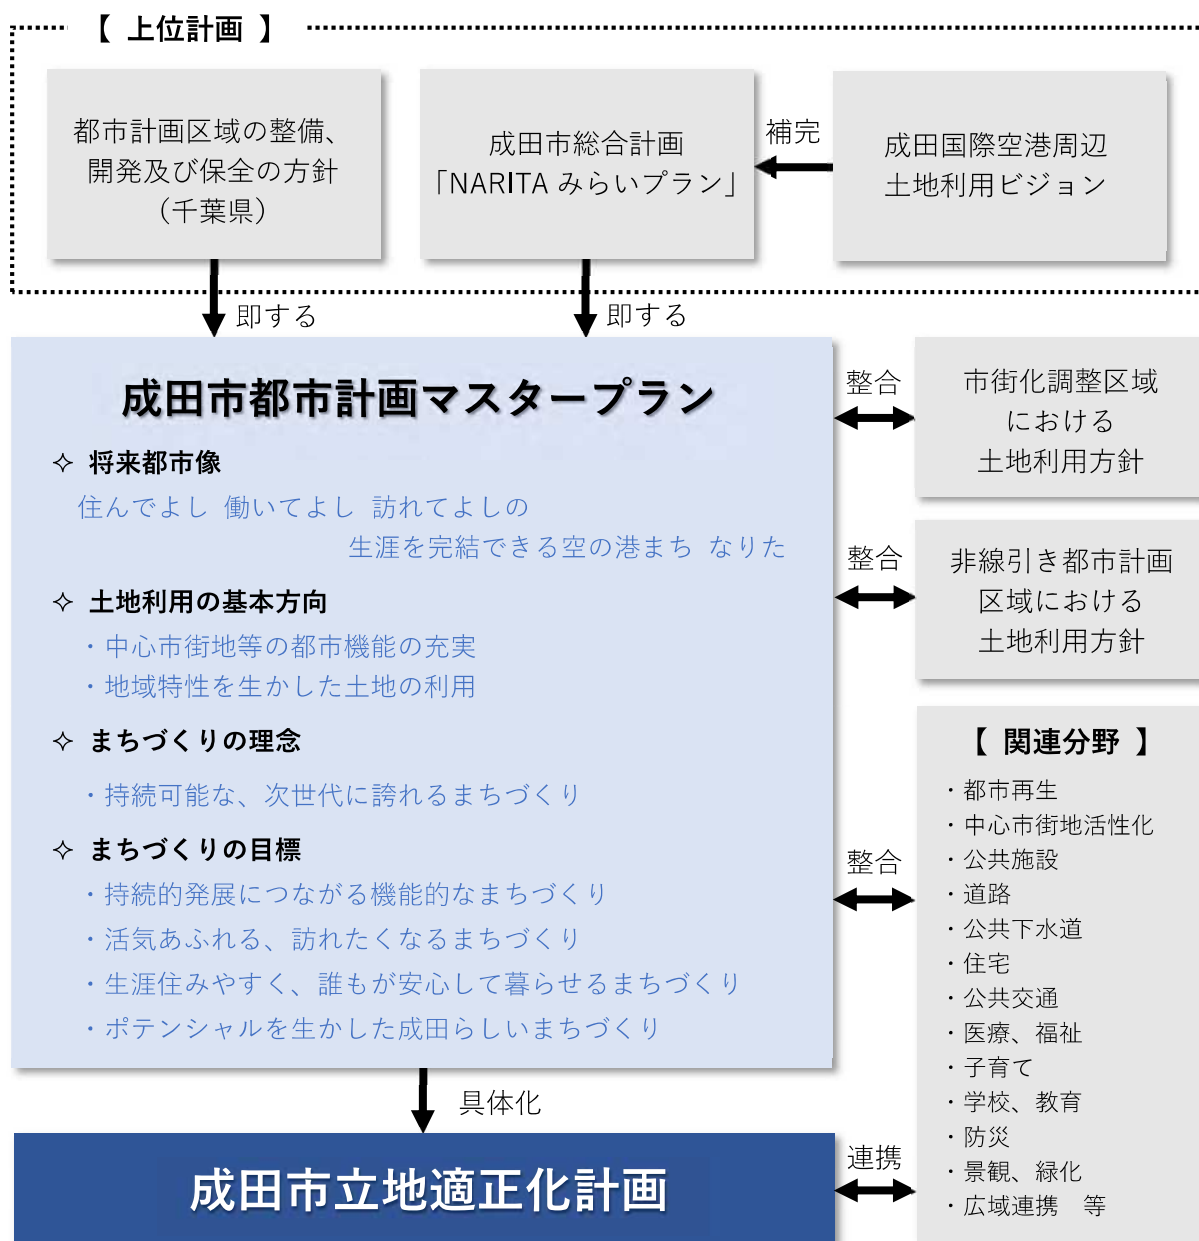 【 上位計画 】
都市計画区域の整備、
開発及び保全の方針
（千葉県）
成田市総合計画
「NARITA みらいプラン」
補完
成田国際空港周辺
土地利用ビジョン
即する
即する
成田市都市計画マスタープラン
✧ 将来都市像
住んでよし 働いてよし 訪れてよしの
生涯を完結できる空の港まち なりた
✧ 土地利用の基本方向
・中心市街地等の都市機能の充実
・地域特性を生かした土地の利用
✧ まちづくりの理念
・持続可能な、次世代に誇れるまちづくり
✧ まちづくりの目標
・持続的発展につながる機能的なまちづくり
・活気あふれる、訪れたくなるまちづくり
・生涯住みやすく、誰もが安心して暮らせるまちづくり
・ポテンシャルを生かした成田らしいまちづくり
整合
市街化調整区域
における
土地利用方針
整合
非線引き都市計画
区域における
土地利用方針
整合
【 関連分野 】
・都市再生
・中心市街地活性化
・公共施設
・道路
・公共下水道
・住宅
・公共交通
・医療、福祉
・子育て
・学校、教育
・防災
・景観、緑化
・広域連携　等
具体化
成田市立地適正化計画
連携